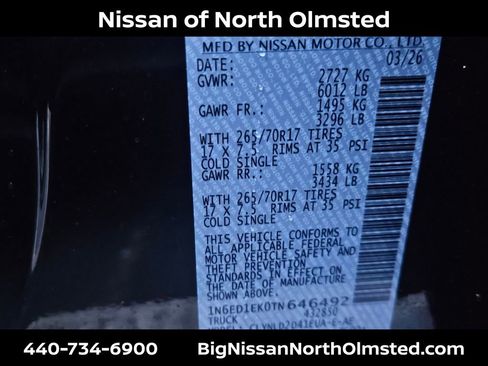 Nissan of North Olmsted
MFD BY NISSAN MOTOR CO., LTD.
DATE: 03/26
GVWR: 2727 KG
6012 LB
GAWR FR.: 1495 KG
3296 LB
WITH 265/70R17 TIRES
17 X 7.5 RIMS AT 35 PSI
COLD SINGLE
GAWR RR.: 1558 KG
3434 LB
WITH 265/70R17 TIRES
17 X 7.5 RIMS AT 35 PSI
COLD SINGLE
THIS VEHICLE CONFORMS TO
ALL APPLICABLE FEDERAL
MOTOR VEHICLE SAFETY AND
THEFT PREVENTION
STANDARDS IN EFFECT ON
THE DATE OF MANUFACTURE
SHOWN ABOVE
1N6ED1EK0TN646492
TRUCK 432850
440-734-6900 BigNissanNorthOlmsted.com